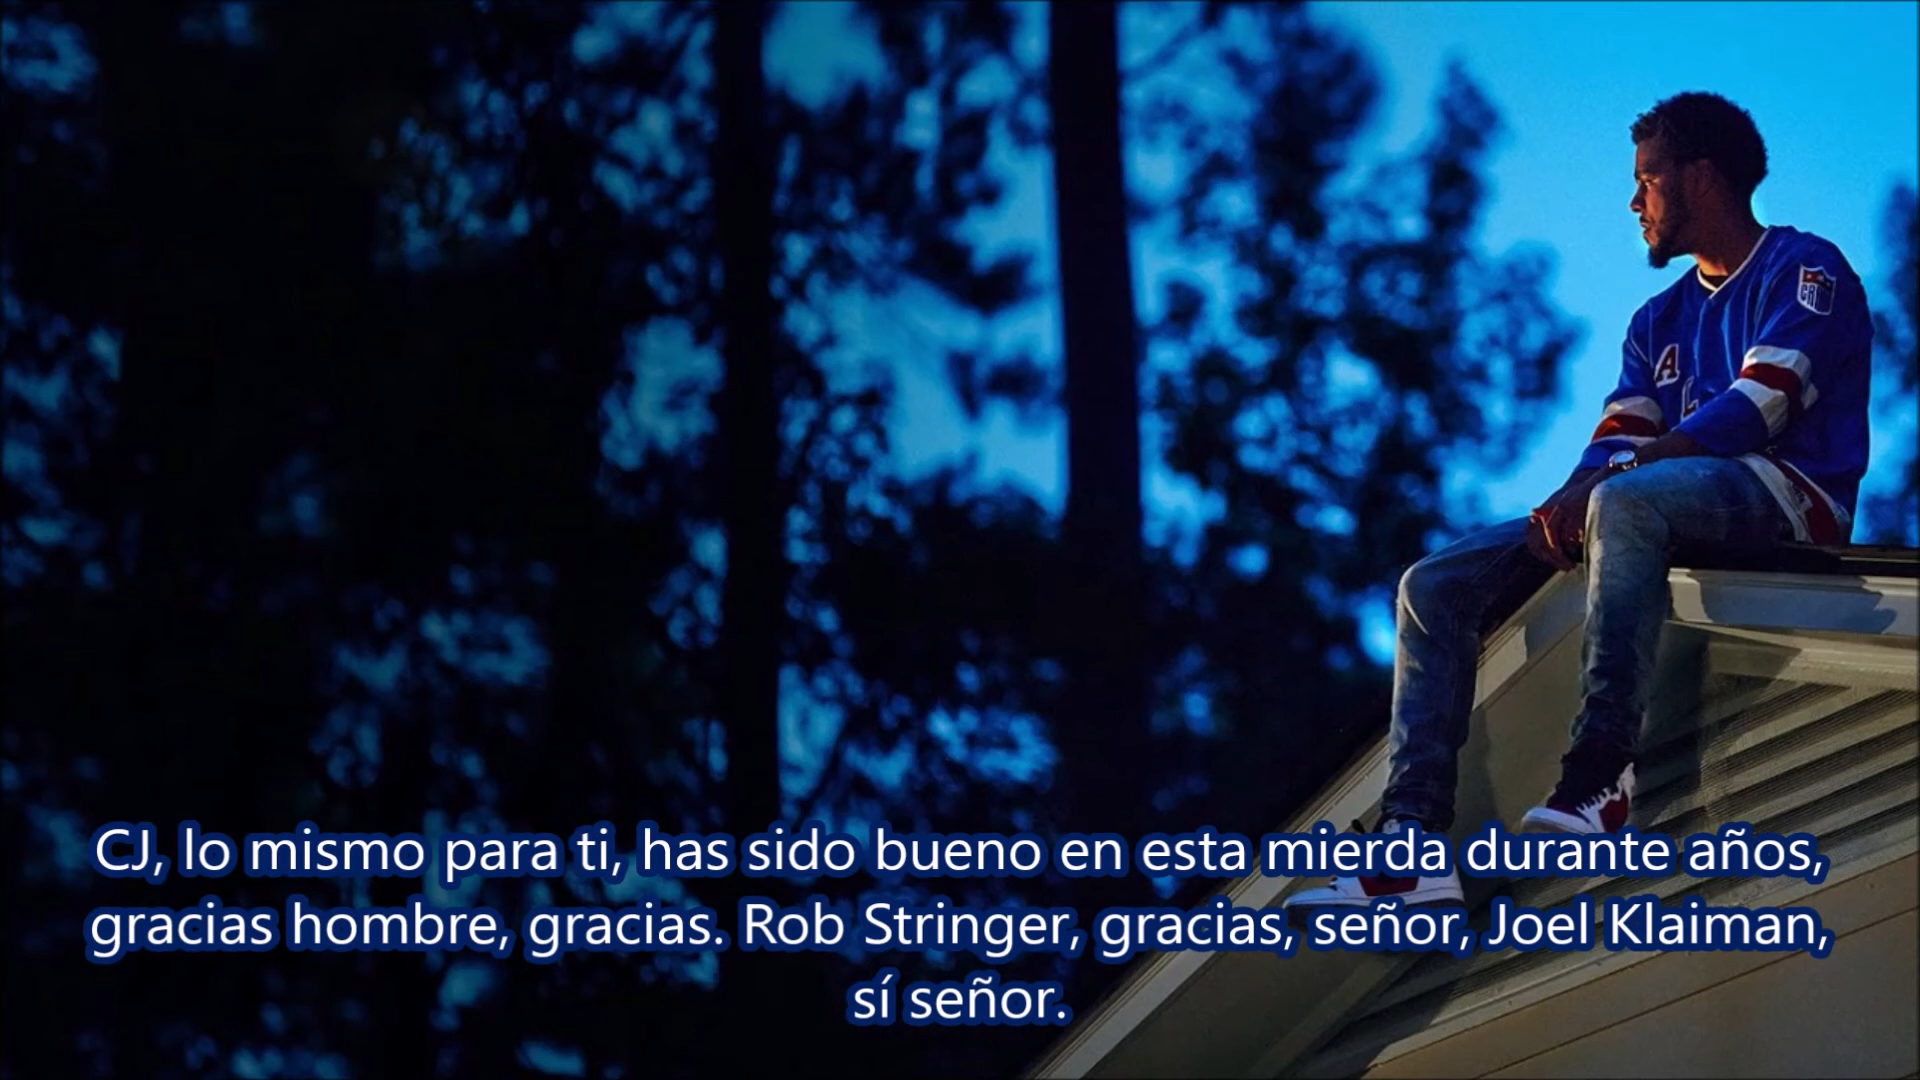 CJ, lo mismo para ti, has sido bueno en esta mierda durante años,
gracias hombre, gracias. Rob Stringer, gracias, señor, Joel Klaiman,
sí señor.
A